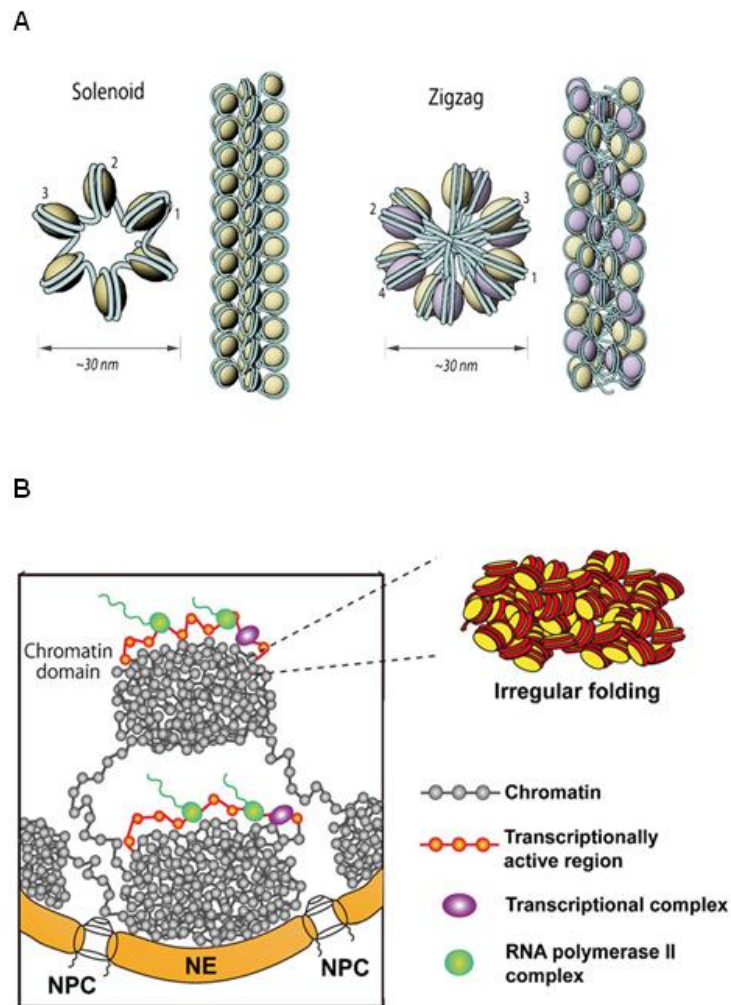 A
Solenoid
2
3
1
~30 nm
Zigzag
2
3
4
1
~30 nm
B
Chromatin
domain
Irregular folding
Chromatin
Transcriptionally
active region
Transcriptional complex
RNA polymerase II
complex
NPC
NE
NPC